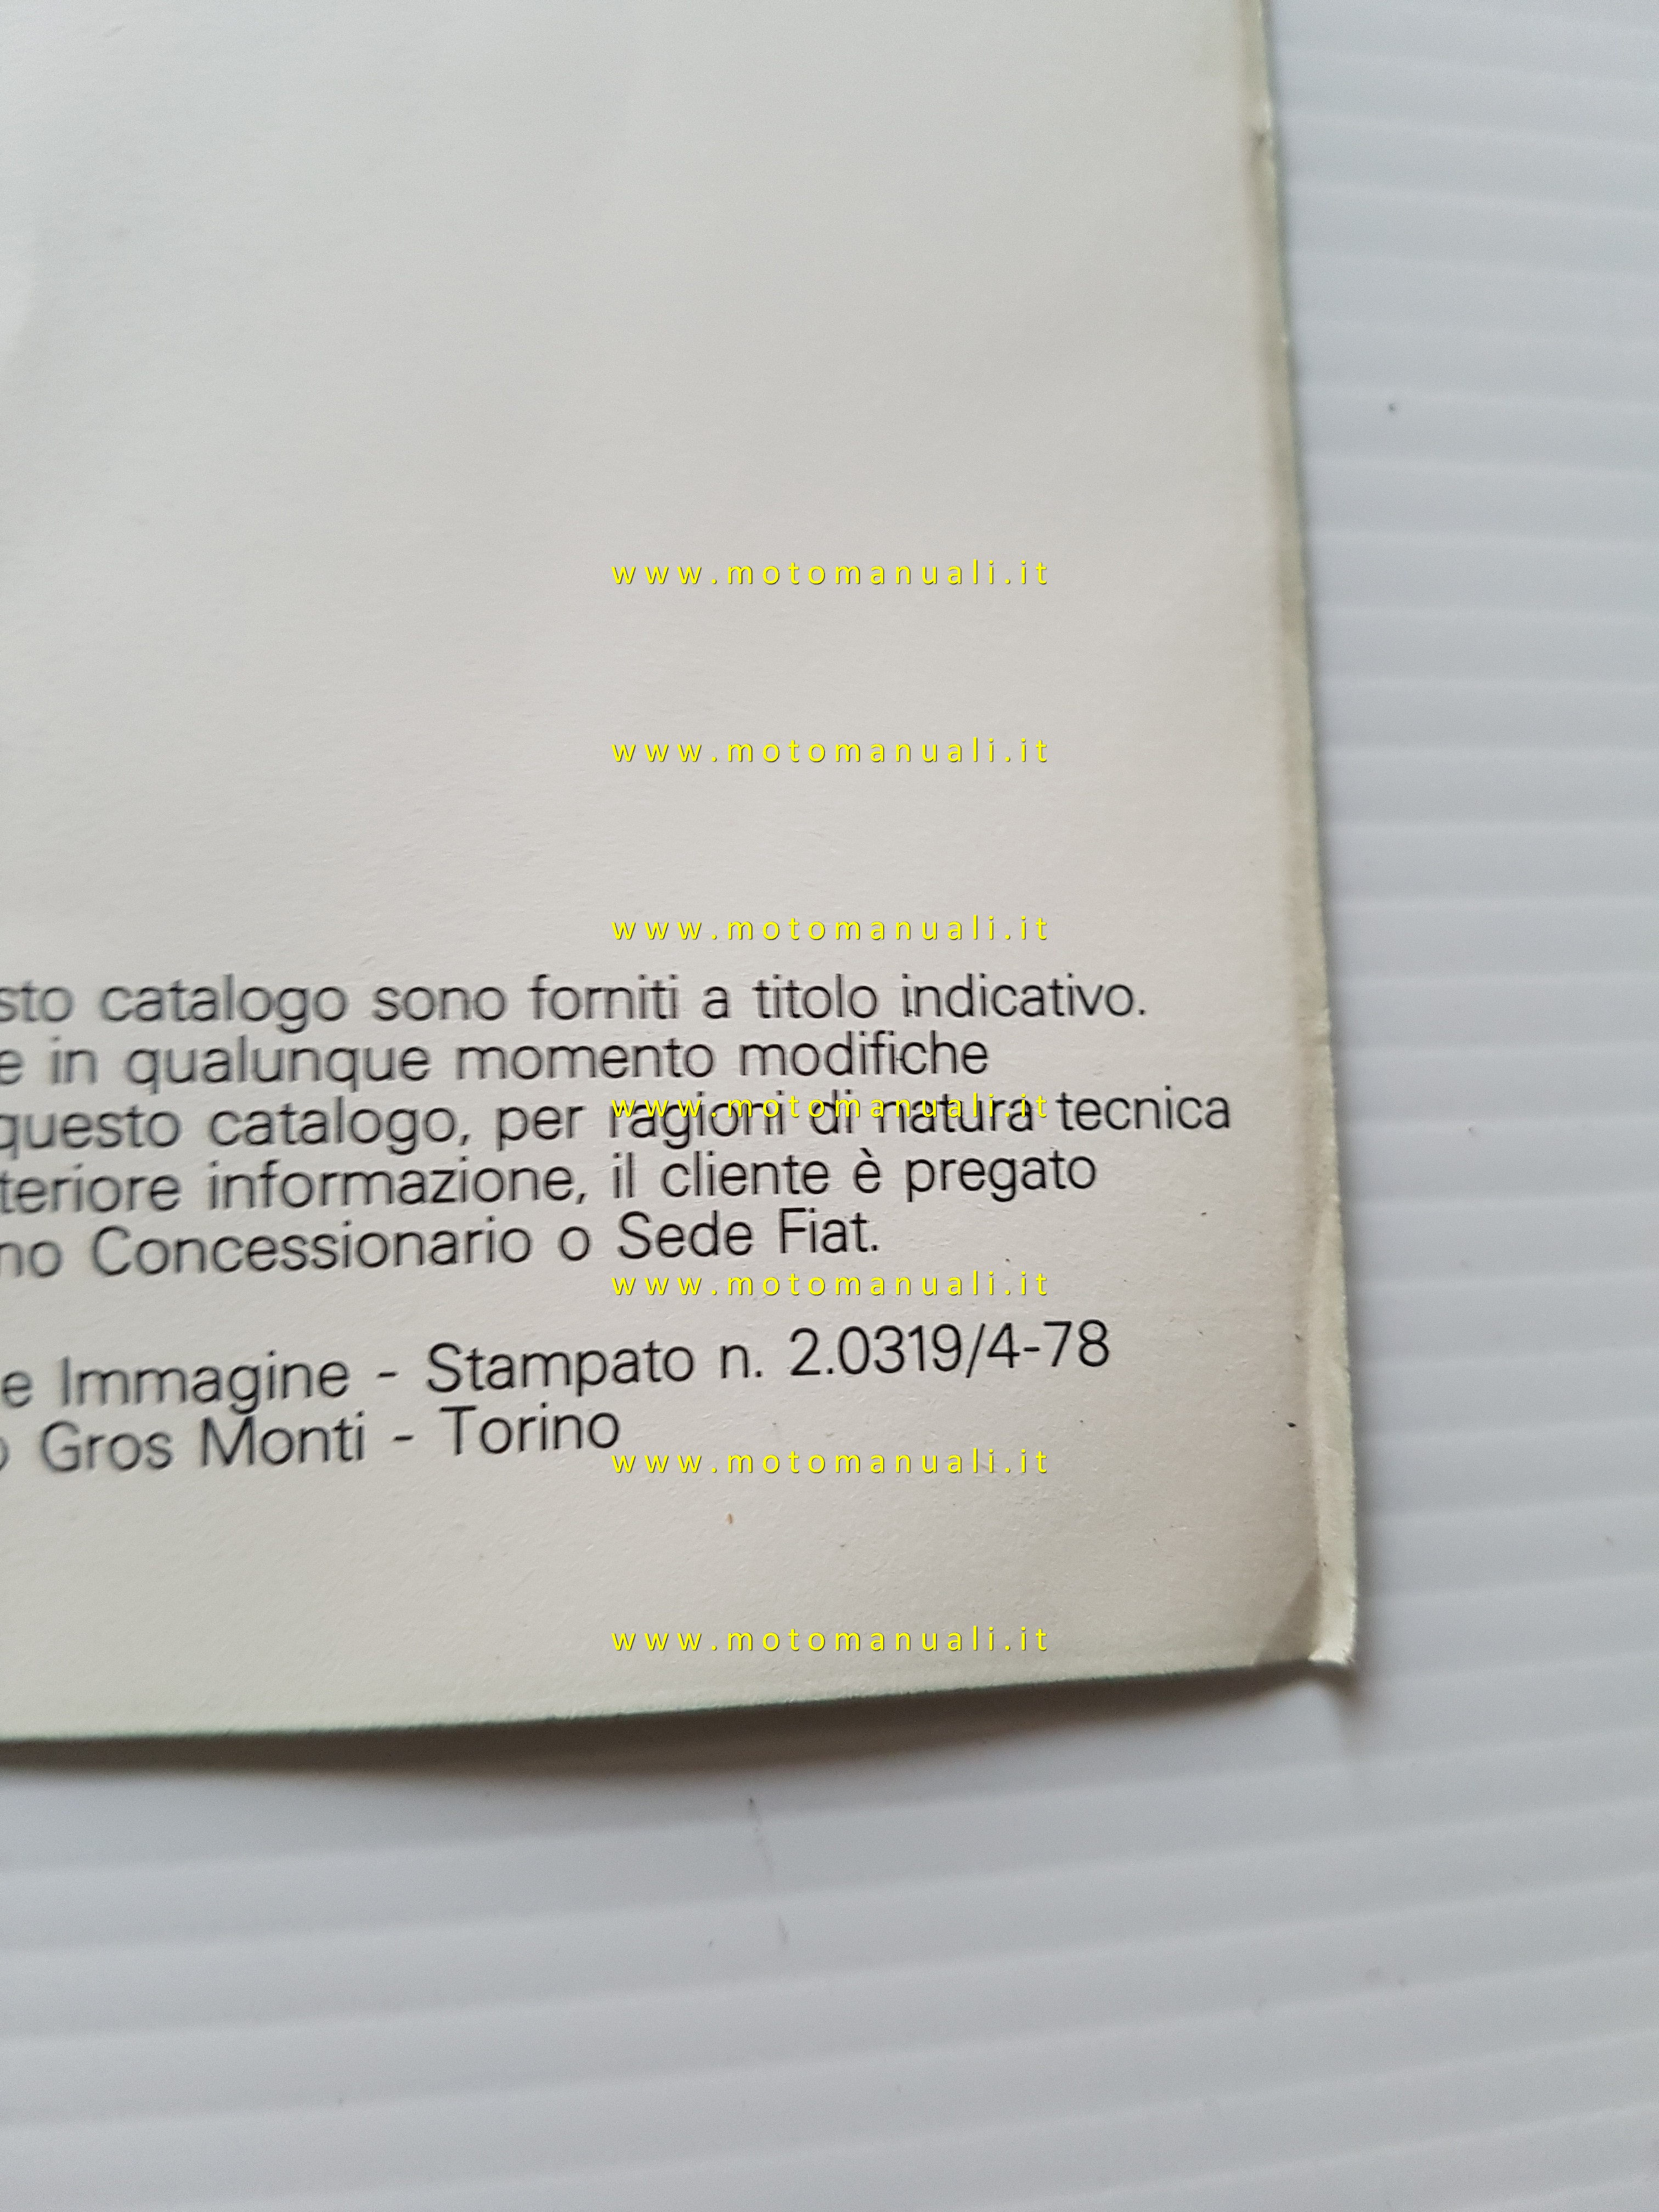 www.motomanuali.it
www.motomanuali.it
www.motomanuali.it
sto catalogo sono forniti a titolo indicativo.
e in qualunque momento modifiche
questo catalogo, per ragioni di natura tecnica
www.motomanuali.it
teriore informazione, il cliente è pregato
no Concessionario o Sede Fiat.
www.motomanuali.it
e Immagine - Stampato n. 2.0319/4-78
o Gros Monti - Torino
www.motomanuali.it
www.motomanuali.it